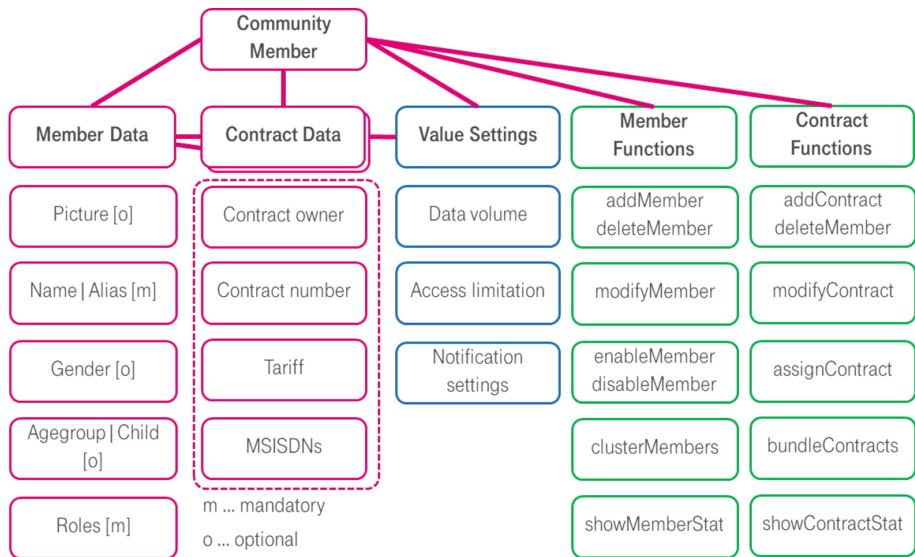 Community
Member
Member Data
Contract Data
Value Settings
Member
Functions
Contract
Functions
Picture [o]
Contract owner
Data volume
addMember
deleteMember
addContract
deleteMember
Name | Alias [m]
Contract number
Access limitation
modifyMember
modifyContract
Gender [o]
Tariff
Notification
settings
enableMember
disableMember
assignContract
Agegroup | Child
[o]
MSISDNs
clusterMembers
bundleContracts
Roles [m]
m ... mandatory
o ... optional
showMemberStat
showContractStat